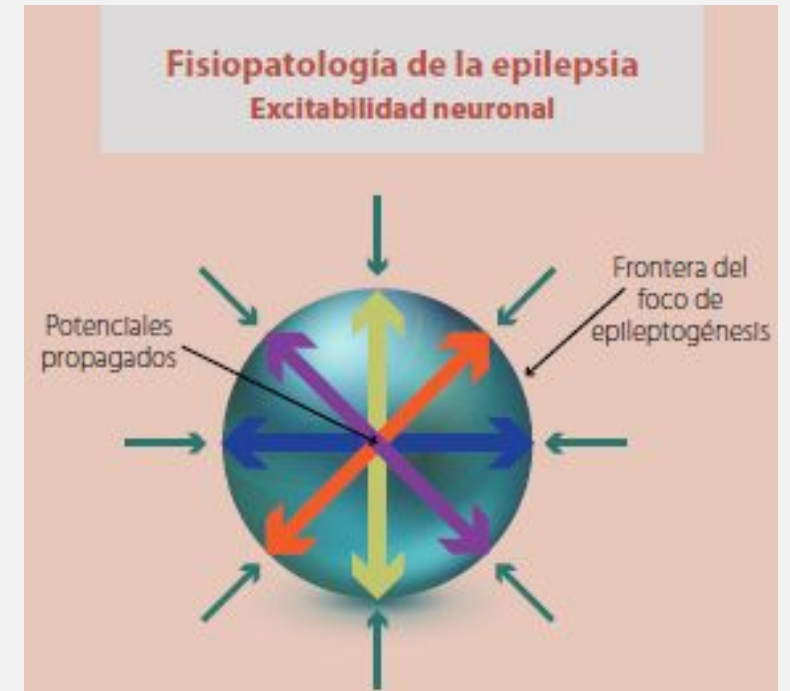 Fisiopatología de la epilepsia
Excitabilidad neuronal
Frontera del
foco de
epileptogénesis
Potenciales
propagados